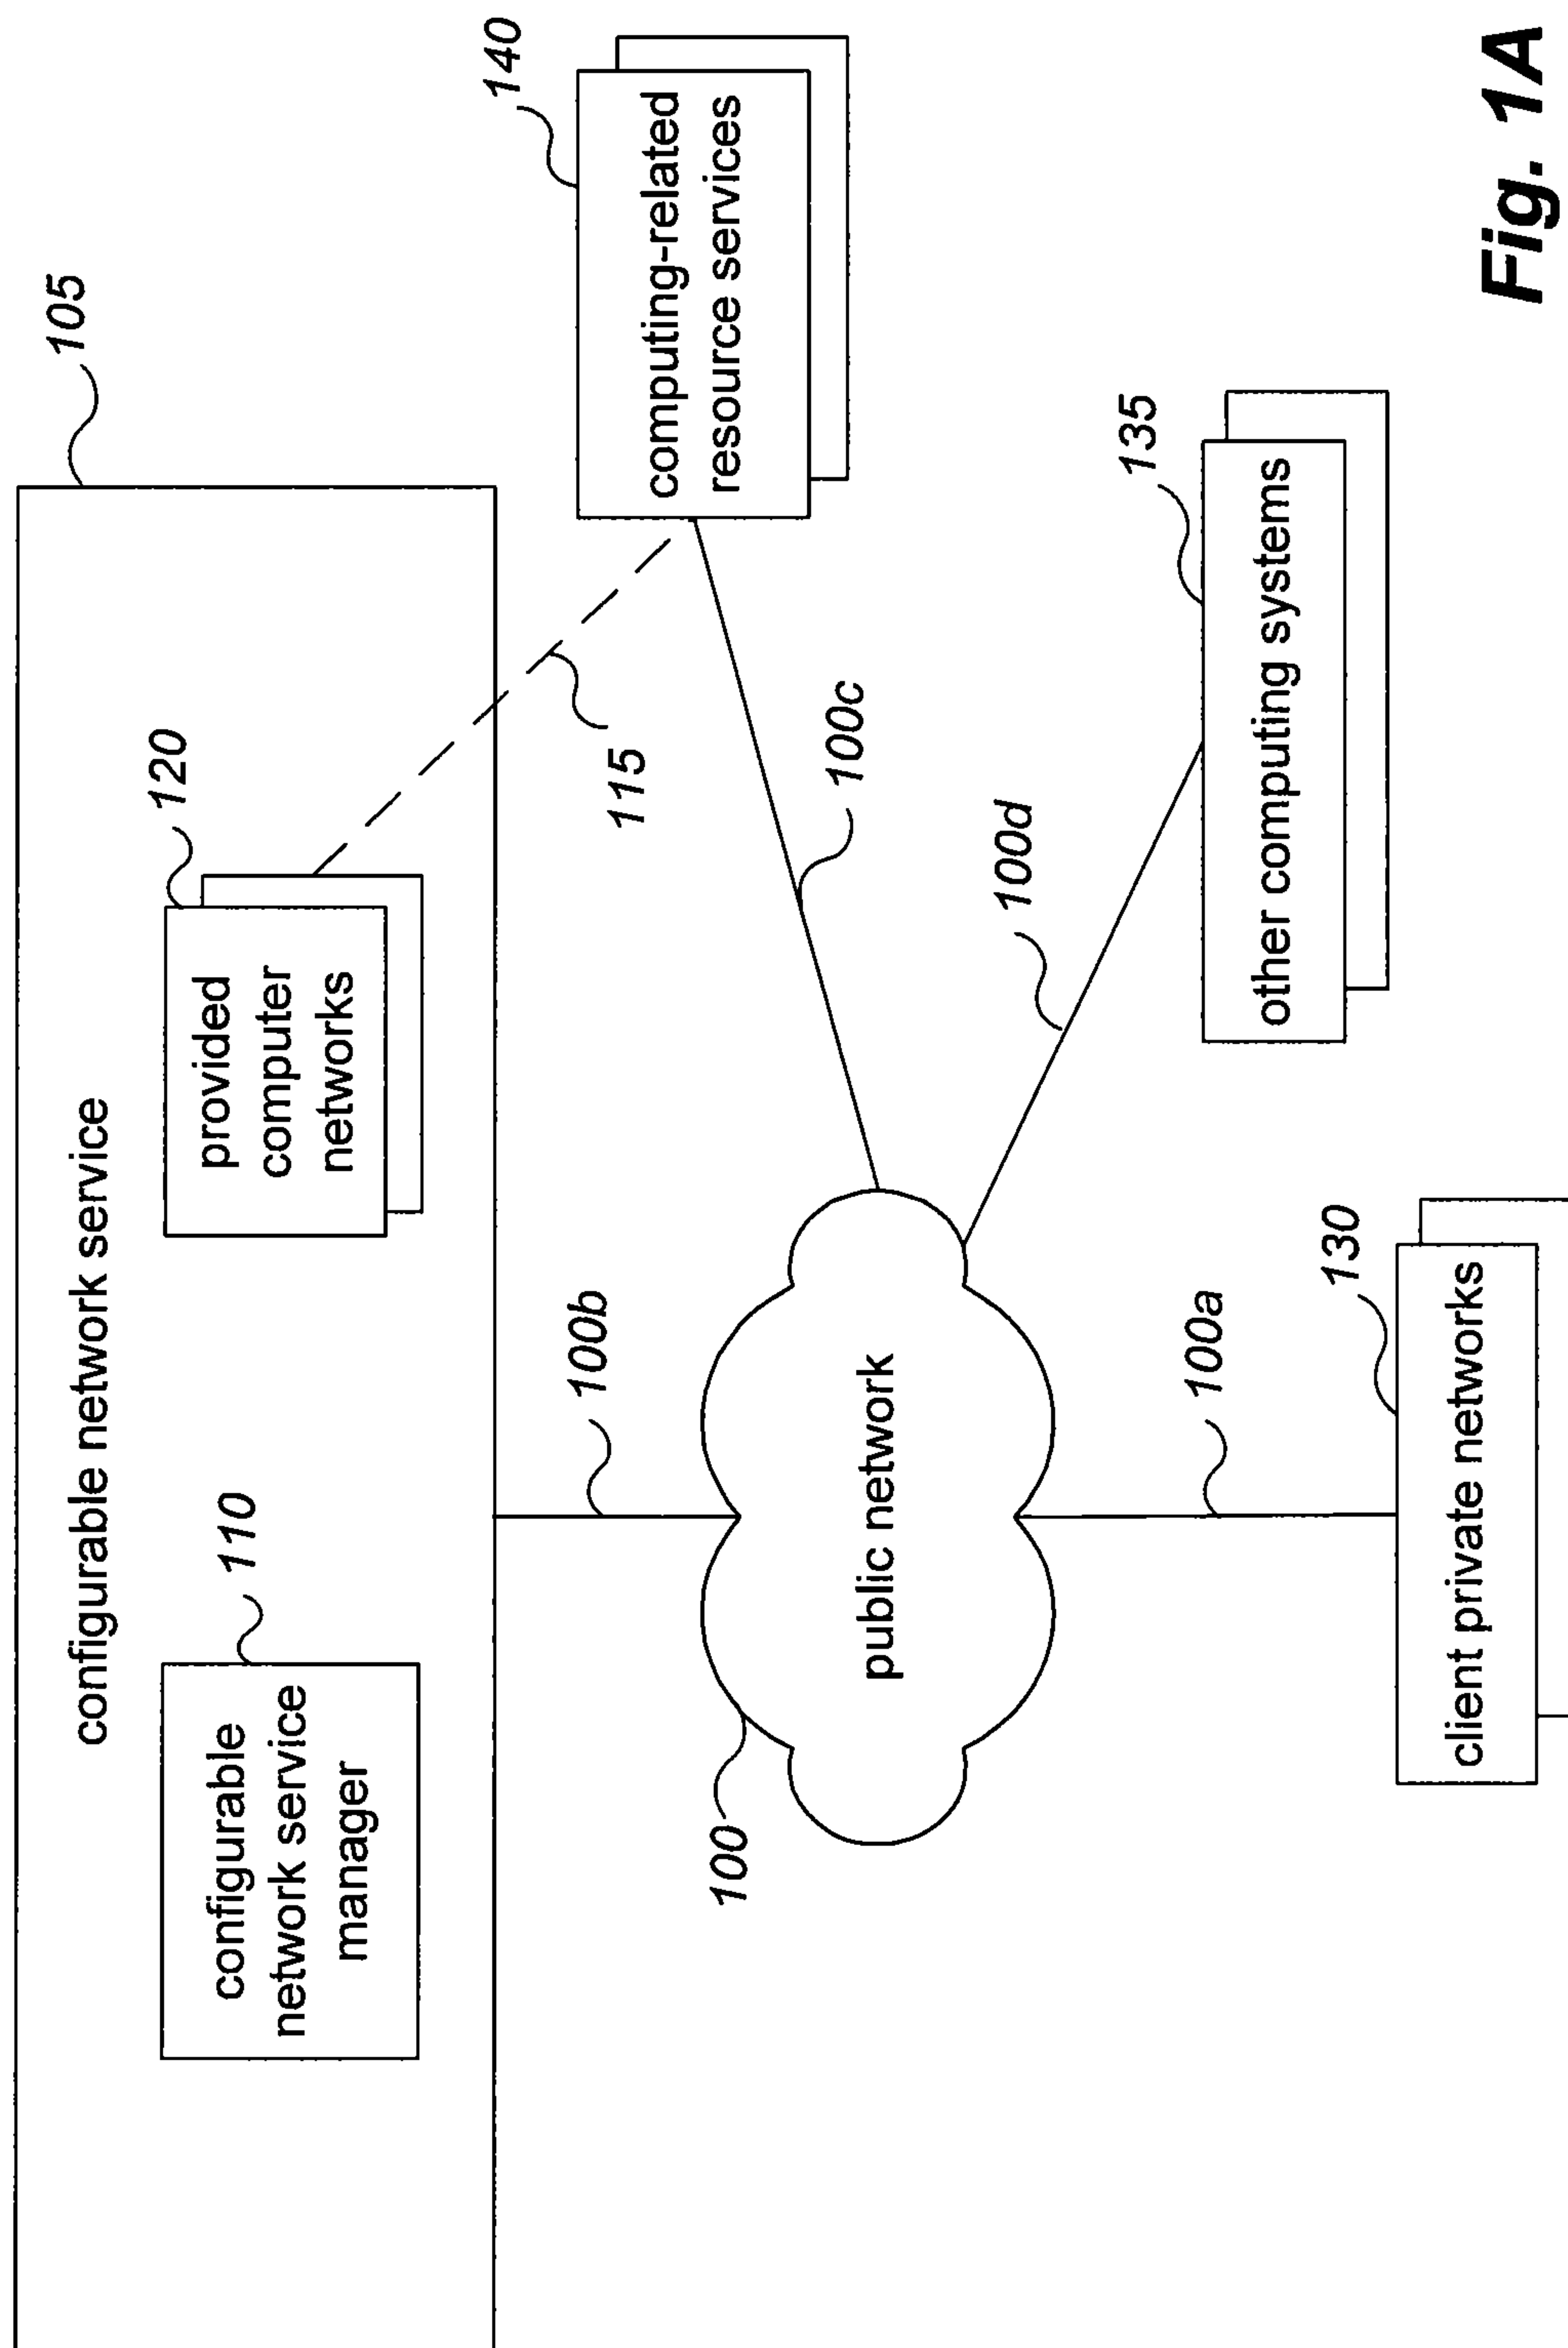 105
configurable network service
110
120
configurable
network service
manager
provided
computer
networks
140
computing-related
resource services
115
100b
100c
100
public network
100d
135
other computing systems
100a
130
client private networks
Fig. 1A